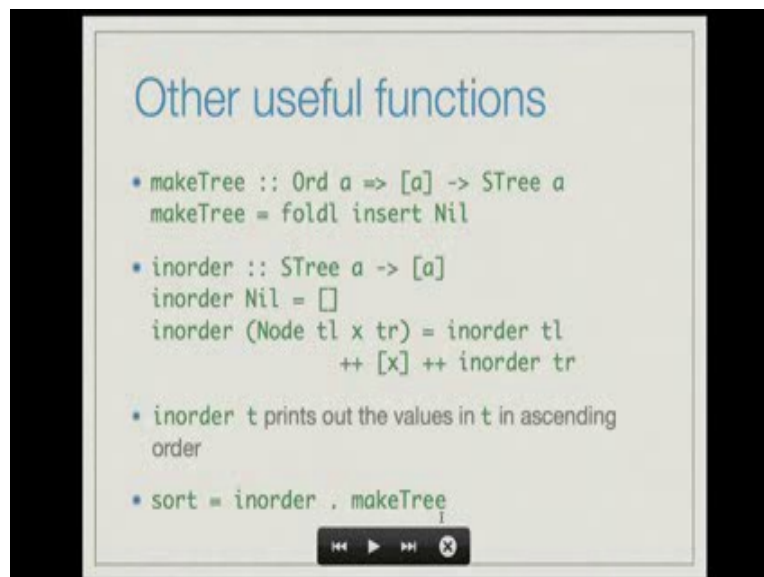 Other useful functions
• makeTree :: Ord a => [a] -> STree a
makeTree = foldl insert Nil
• inorder :: STree a -> [a]
inorder Nil = []
inorder (Node tl x tr) = inorder tl
++ [x] ++ inorder tr
• inorder t prints out the values in t in ascending
order
• sort = inorder . makeTree